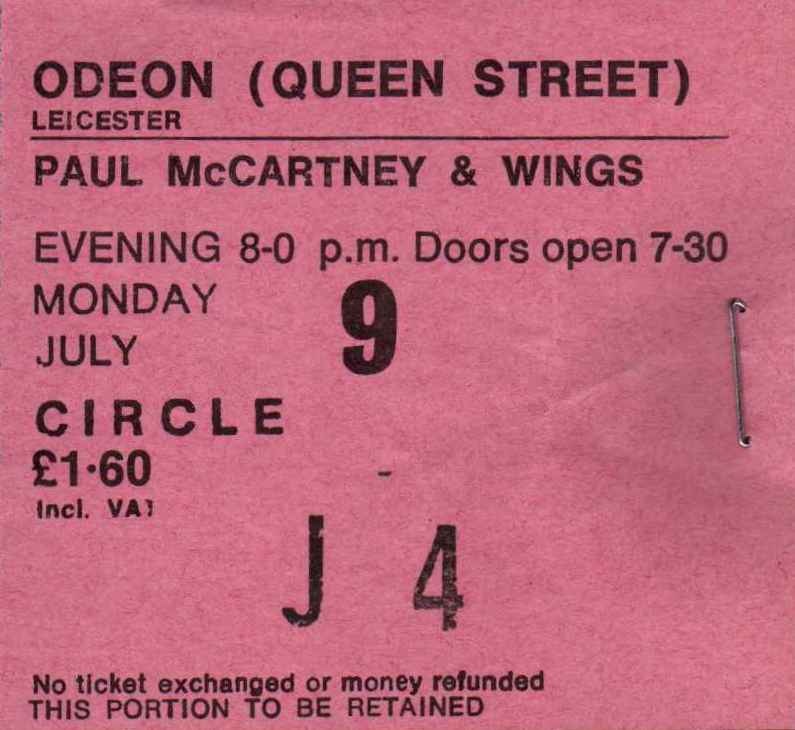 ODEON (QUEEN STREET)
LEICESTER
PAUL McCARTNEY & WINGS
EVENING 8-0 p.m. Doors open 7-30
MONDAY 9
JULY
CIRCLE
£1·60
Incl. VAT
J 4
No ticket exchanged or money refunded
THIS PORTION TO BE RETAINED